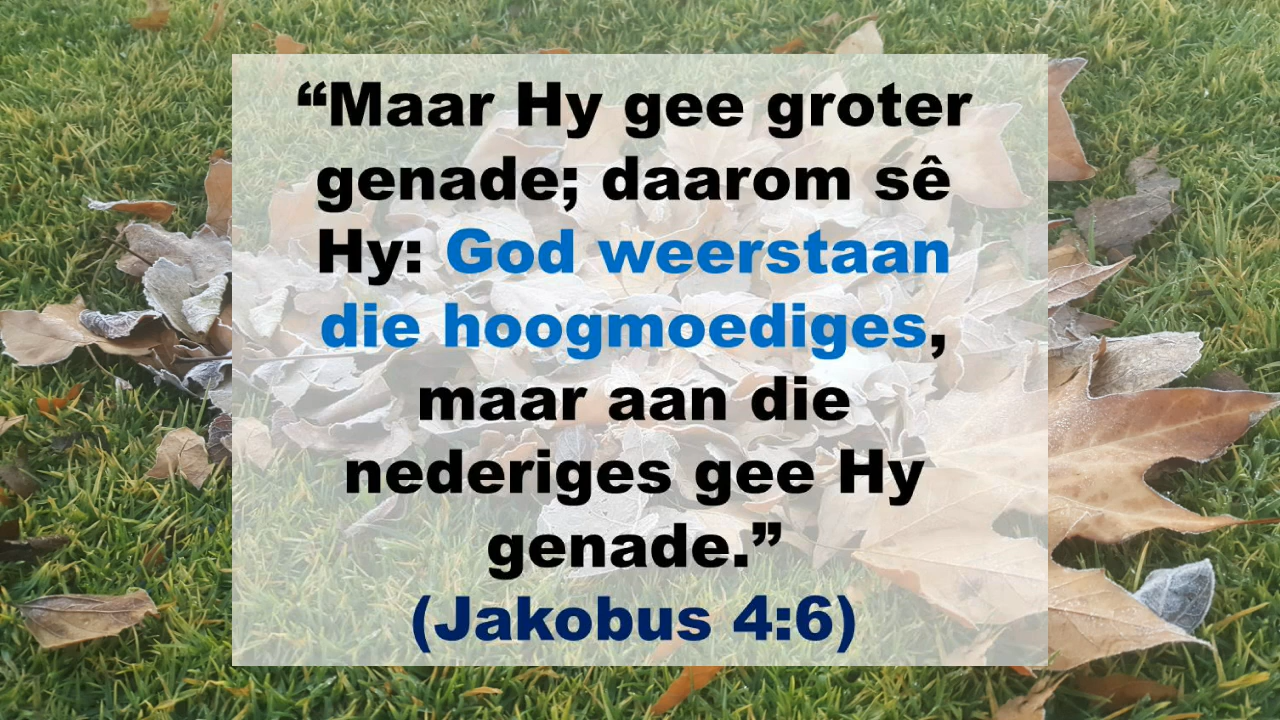 “Maar Hy gee groter
genade; daarom sê
Hy: God weerstaan
die hoogmoediges,
maar aan die
nederiges gee Hy
genade.”
(Jakobus 4:6)